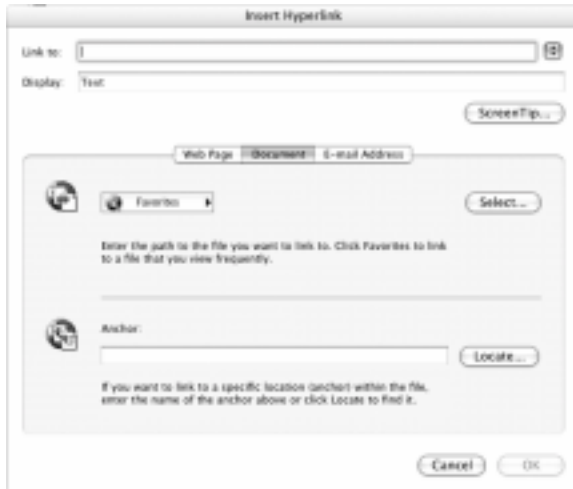 Insert Hyperlink
Link to:
Display: Text
ScreenTip...
Web Page Document E-mail Address
Favorites Select...
Enter the path to the file you want to link to. Click Favorites to link
to a file that you view frequently.
Anchor:
Locate...
If you want to link to a specific location (anchor) within the file,
enter the name of the anchor above or click Locate to find it.
Cancel OK